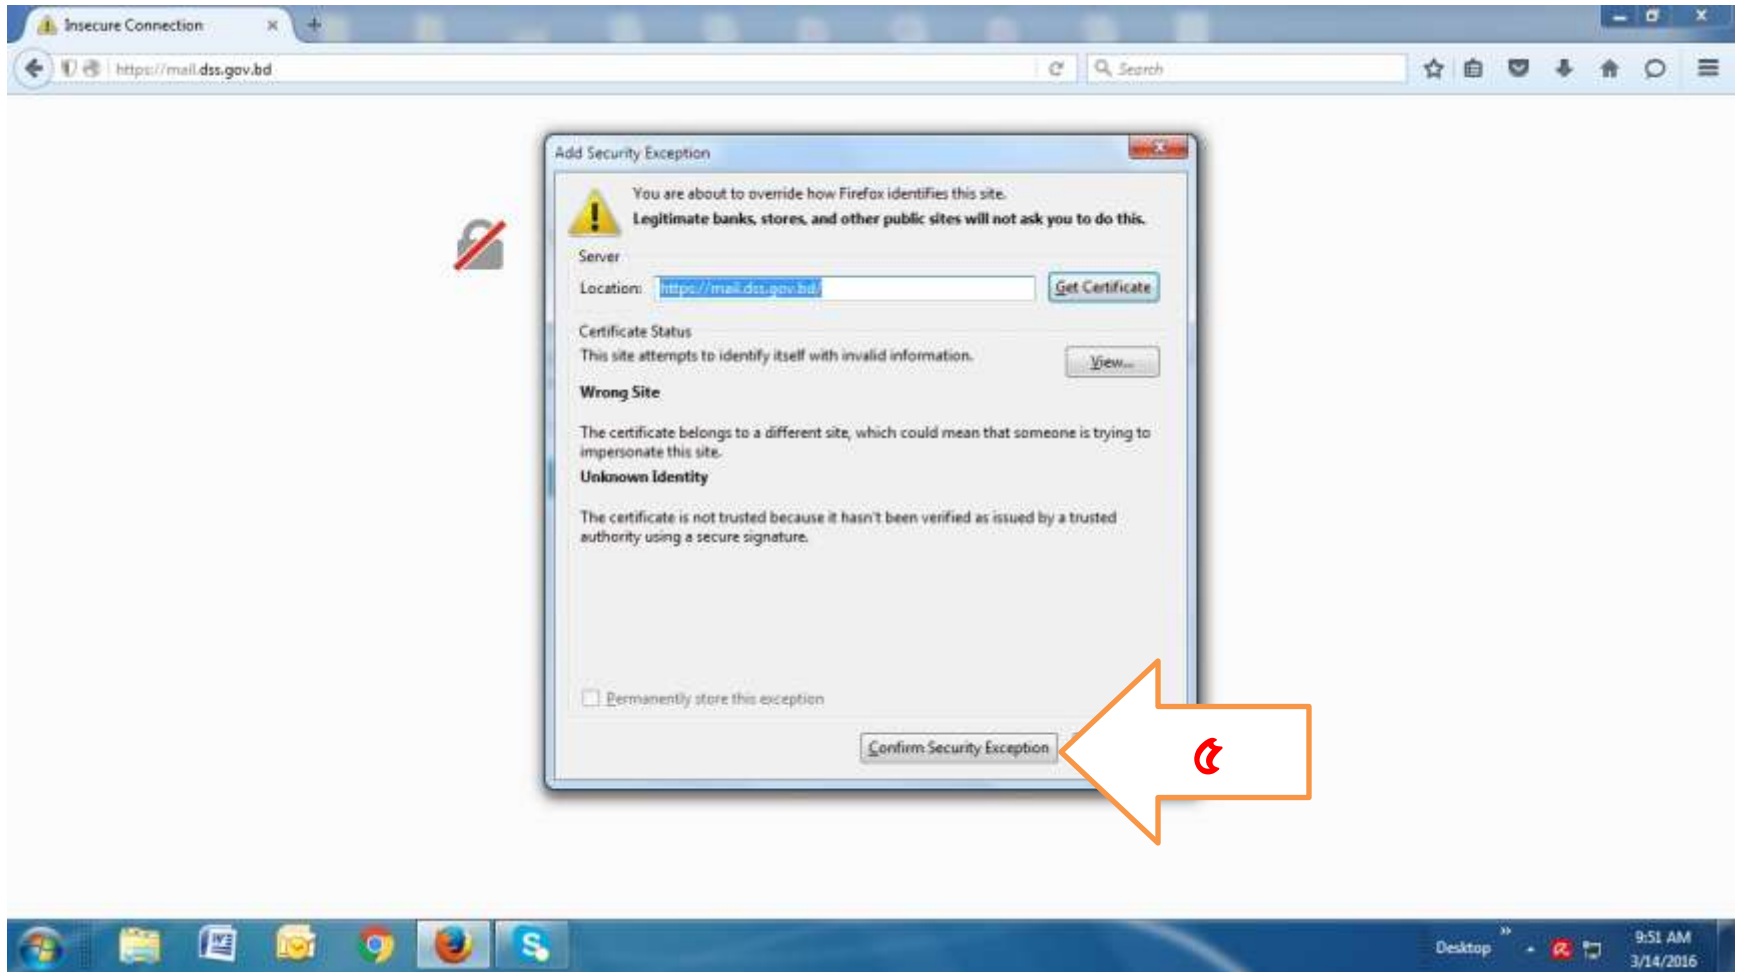 Insecure Connection
https://mail.dss.gov.bd
Search
Add Security Exception
You are about to override how Firefox identifies this site.
Legitimate banks, stores, and other public sites will not ask you to do this.
Server
Location: https://mail.dss.gov.bd/ Get Certificate
Certificate Status
This site attempts to identify itself with invalid information.
View...
Wrong Site
The certificate belongs to a different site, which could mean that someone is trying to
impersonate this site.
Unknown Identity
The certificate is not trusted because it hasn't been verified as issued by a trusted
authority using a secure signature.
Permanently store this exception
Confirm Security Exception
৫
Desktop
9:51 AM
3/14/2016